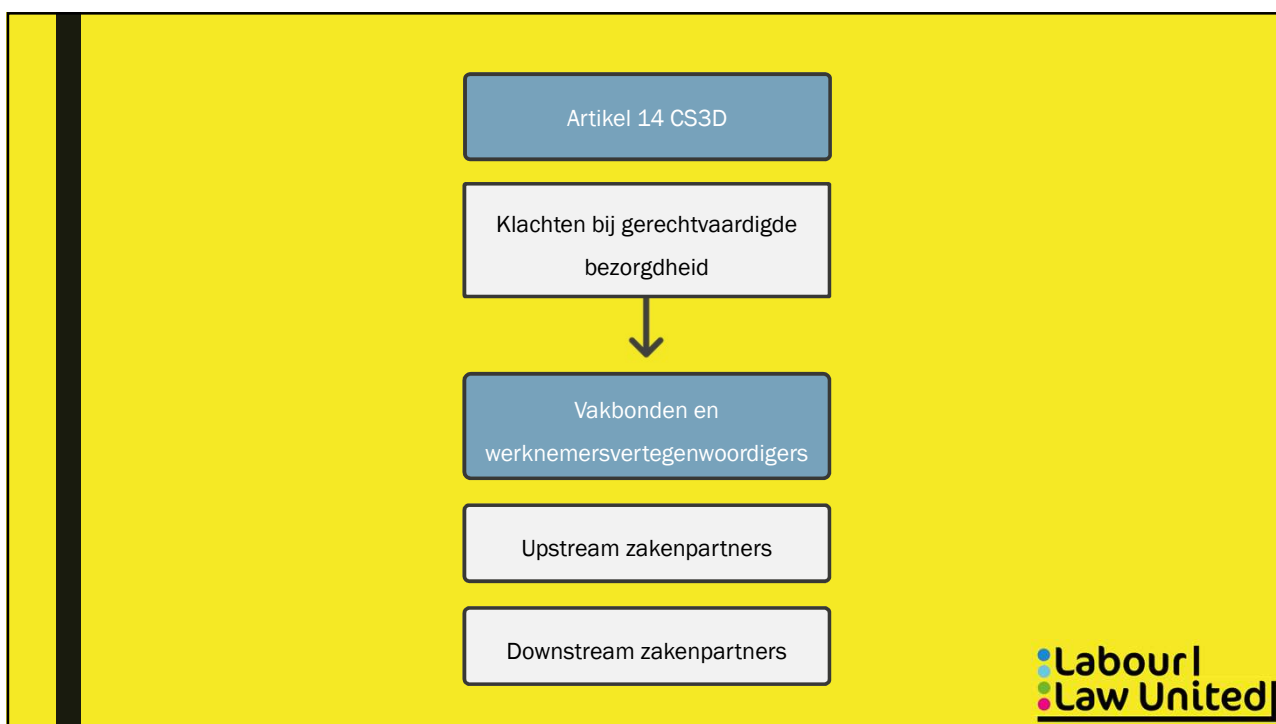 Artikel 14 CS3D
Klachten bij gerechtvaardigde
bezorgdheid
Vakbonden en
werknemersvertegenwoordigers
Upstream zakenpartners
Downstream zakenpartners
Labour
Law United